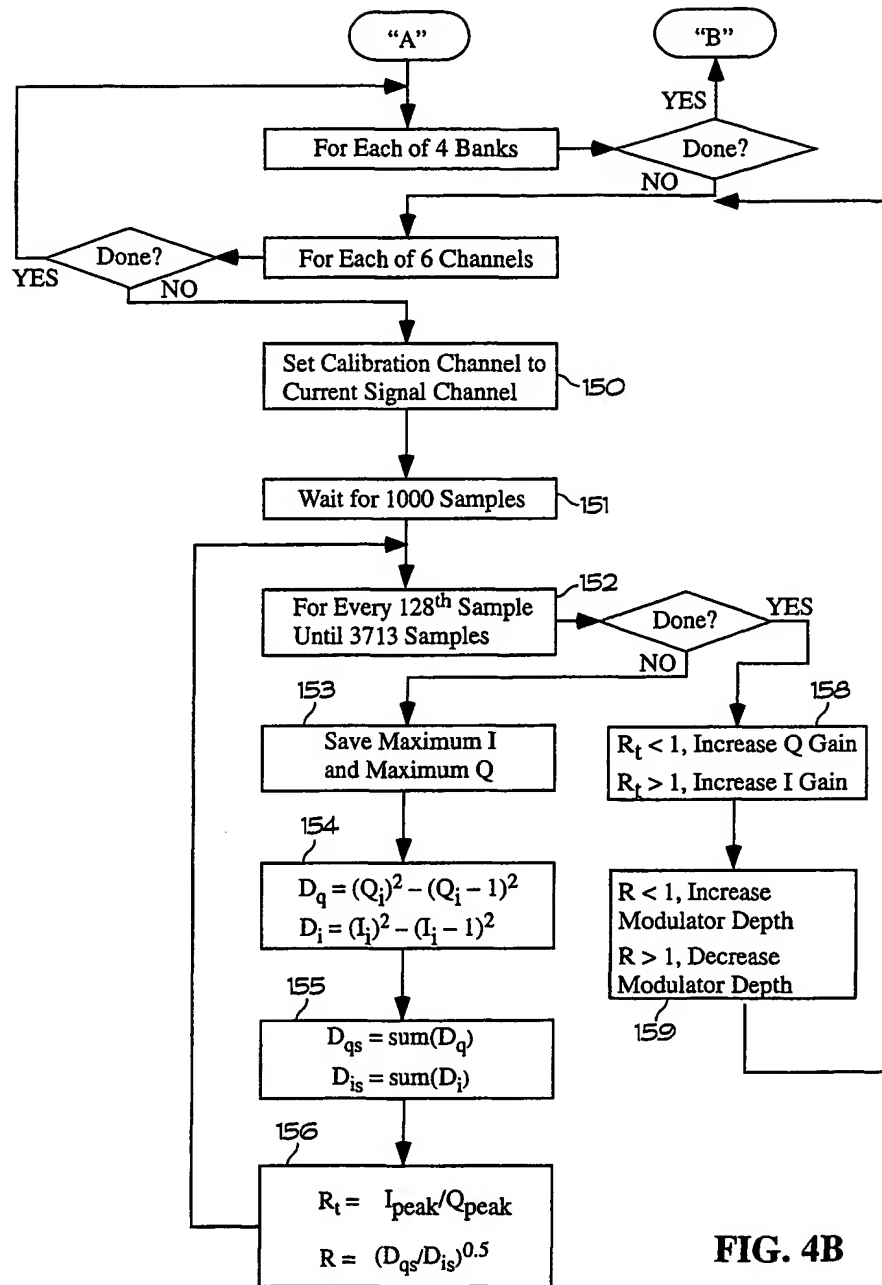 “A”
“B”
YES
For Each of 4 Banks
Done?
NO
Done?
For Each of 6 Channels
YES
NO
Set Calibration Channel to
Current Signal Channel
150
Wait for 1000 Samples
151
152
For Every 128th Sample
Until 3713 Samples
Done?
YES
NO
153
Save Maximum I
and Maximum Q
158
Rt < 1, Increase Q Gain
Rt > 1, Increase I Gain
154
Dq = (Qi)2 – (Qi – 1)2
Di = (Ii)2 – (Ii – 1)2
R < 1, Increase
Modulator Depth
R > 1, Decrease
Modulator Depth
159
155
Dqs = sum(Dq)
Dis = sum(Di)
156
Rt = Ipeak/Qpeak
R = (Dqs/Dis)0.5
FIG. 4B